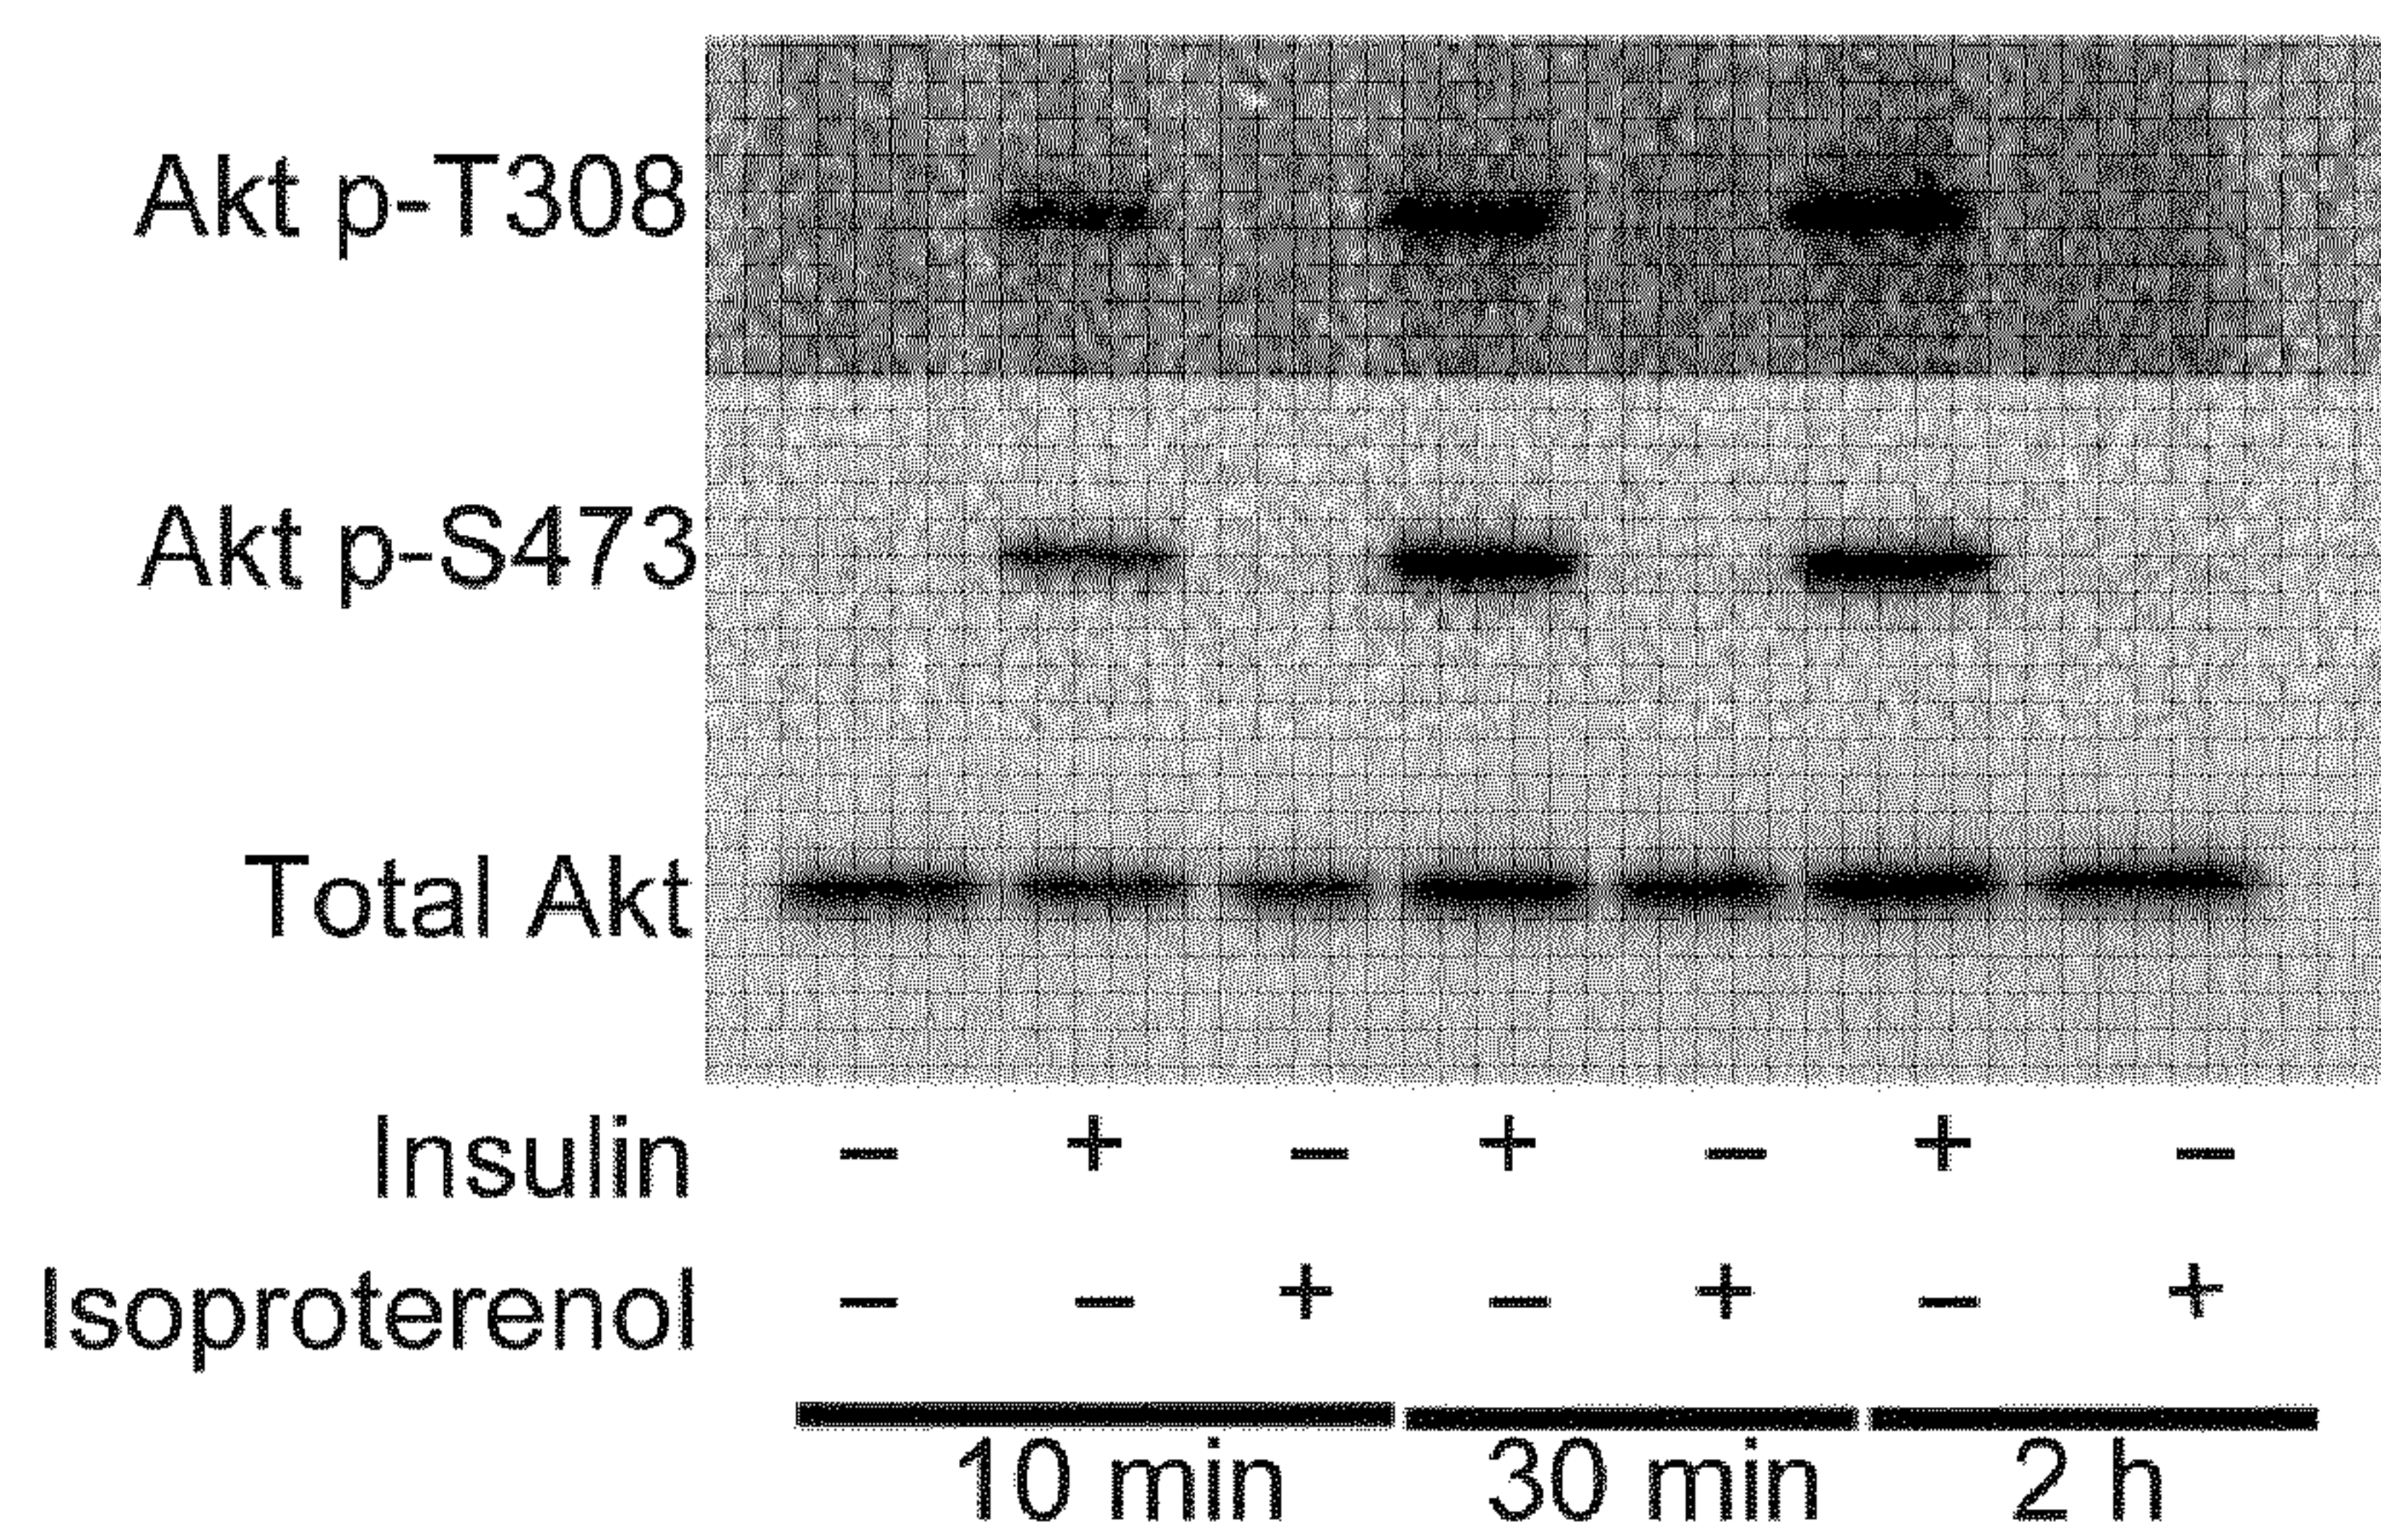 Akt p-T308
Akt p-S473
Total Akt
Insulin – + – + – + –
Isoproterenol – – + – + – +
10 min 30 min 2 h